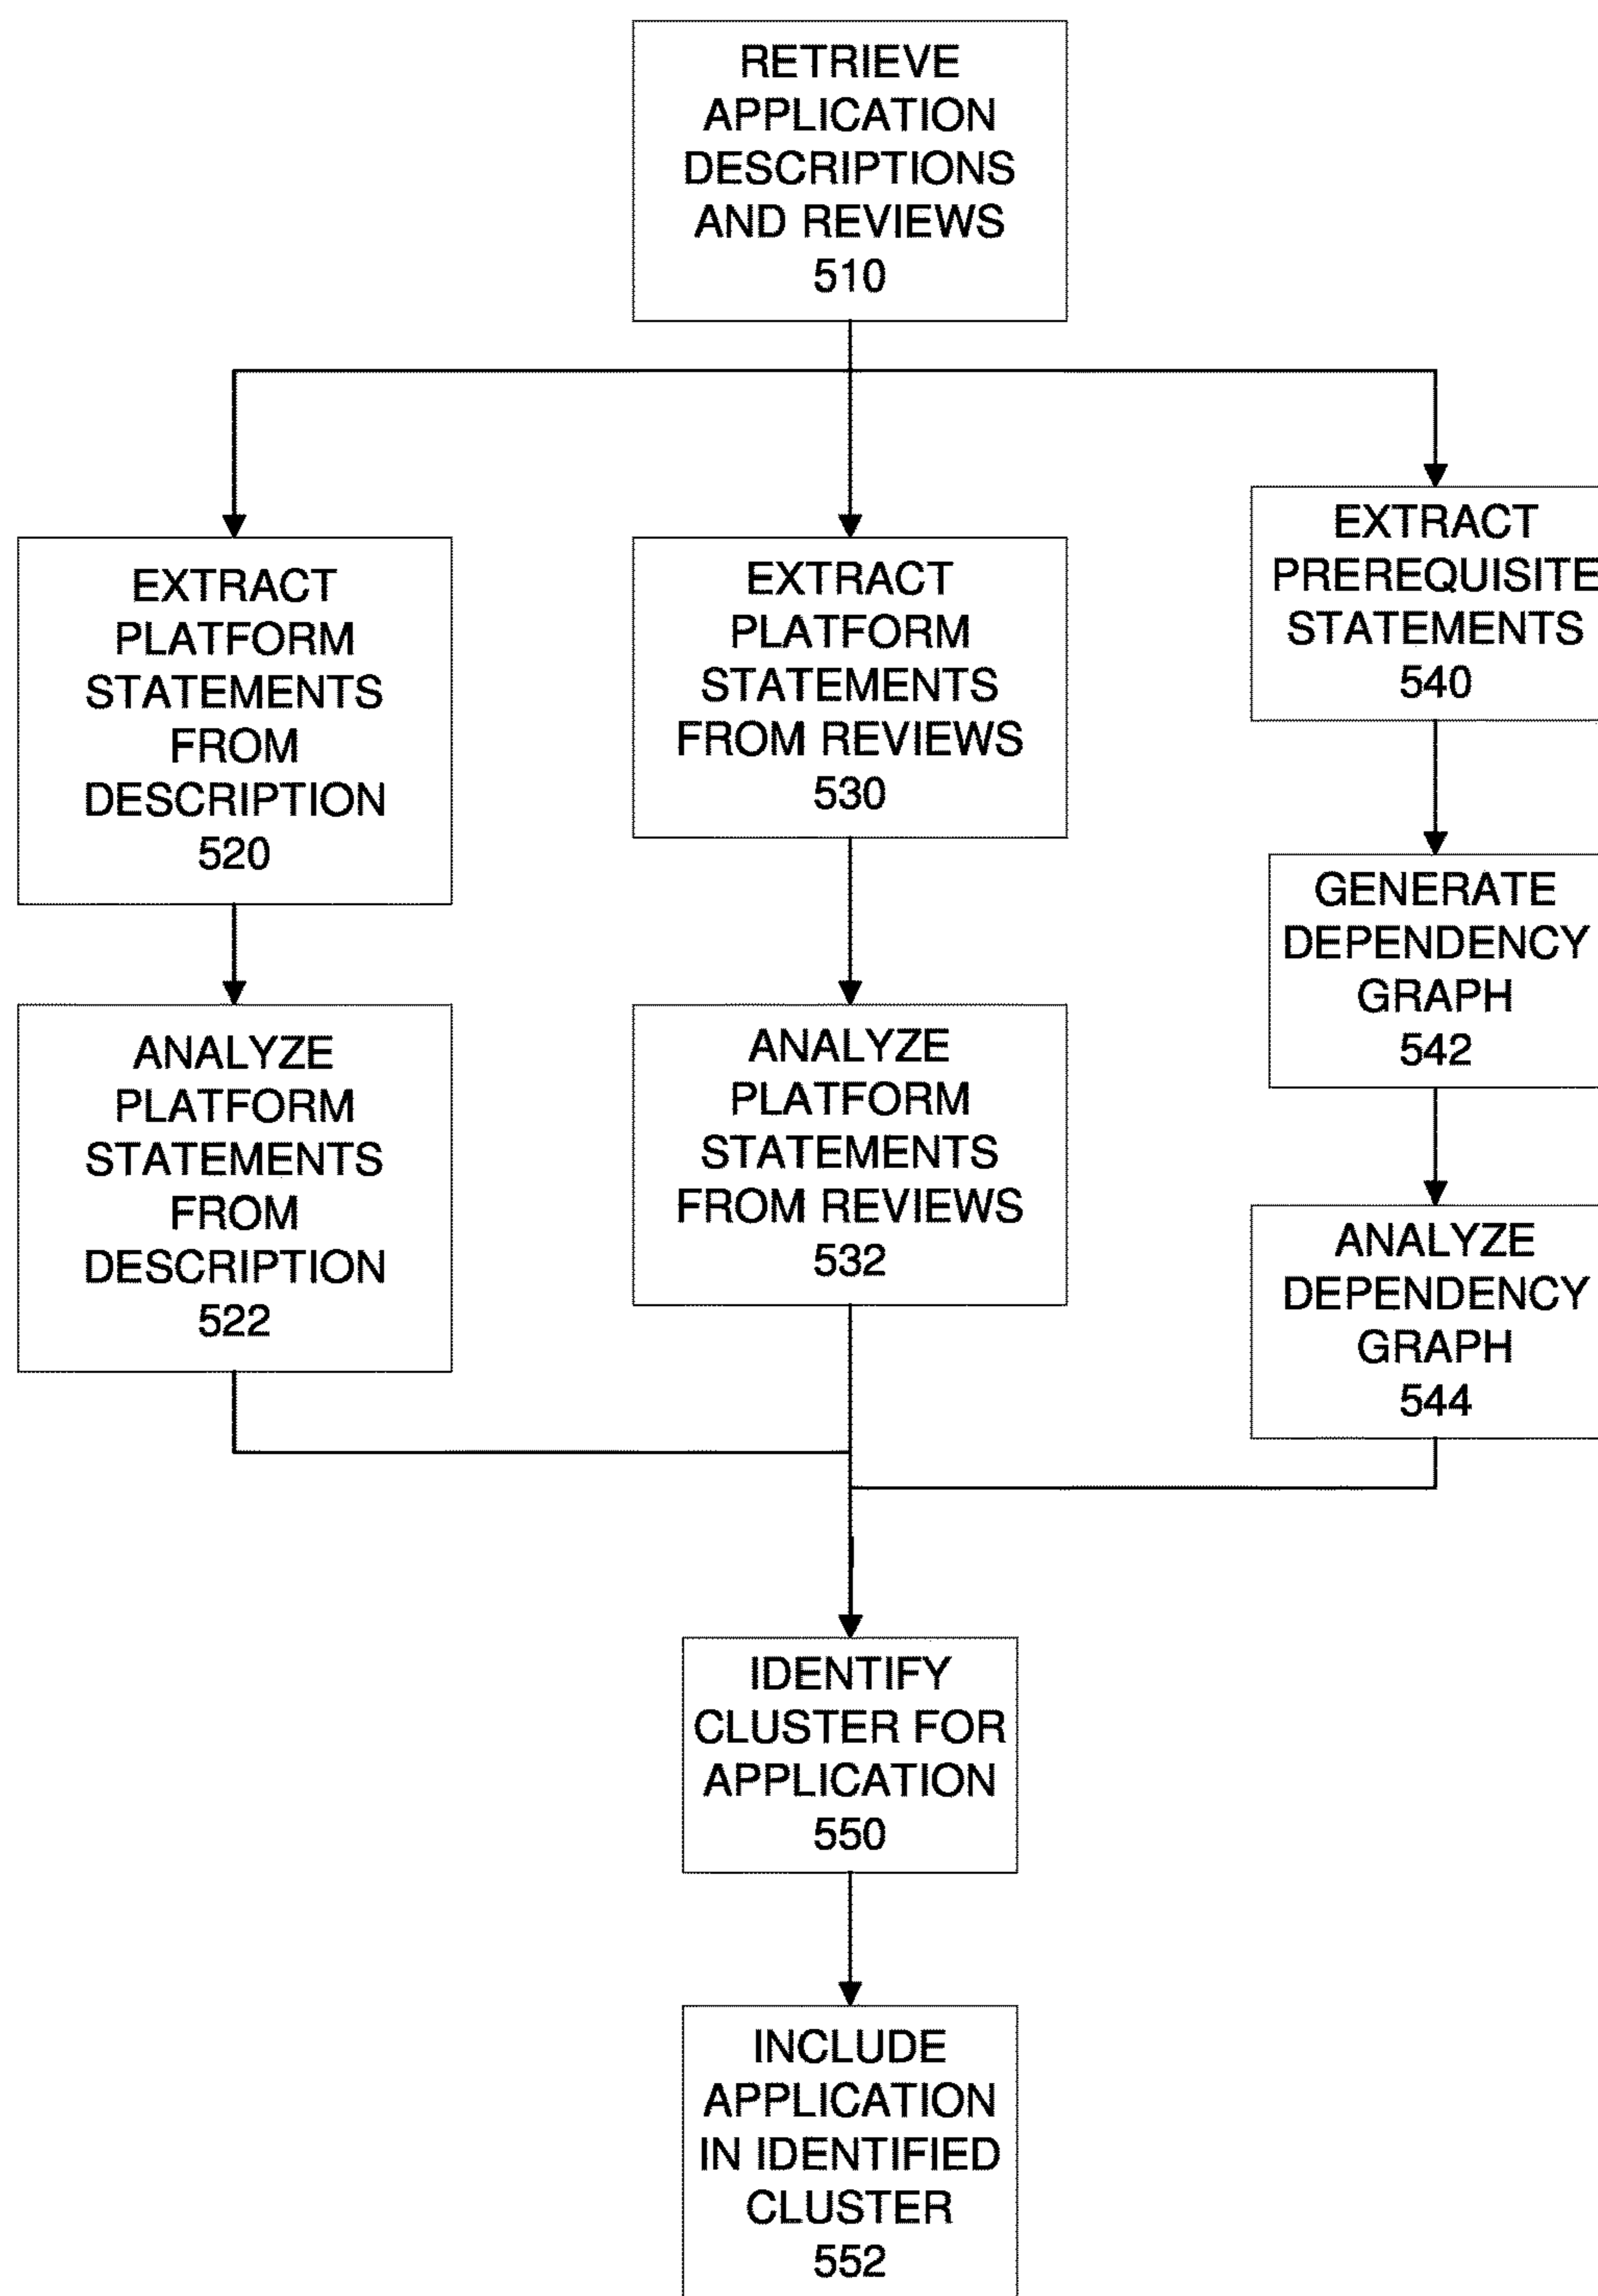 RETRIEVE
APPLICATION
DESCRIPTIONS
AND REVIEWS
510
EXTRACT
PLATFORM
STATEMENTS
FROM
DESCRIPTION
520
EXTRACT
PLATFORM
STATEMENTS
FROM REVIEWS
530
EXTRACT
PREREQUISITE
STATEMENTS
540
GENERATE
DEPENDENCY
GRAPH
542
ANALYZE
PLATFORM
STATEMENTS
FROM
DESCRIPTION
522
ANALYZE
PLATFORM
STATEMENTS
FROM REVIEWS
532
ANALYZE
DEPENDENCY
GRAPH
544
IDENTIFY
CLUSTER FOR
APPLICATION
550
INCLUDE
APPLICATION
IN IDENTIFIED
CLUSTER
552